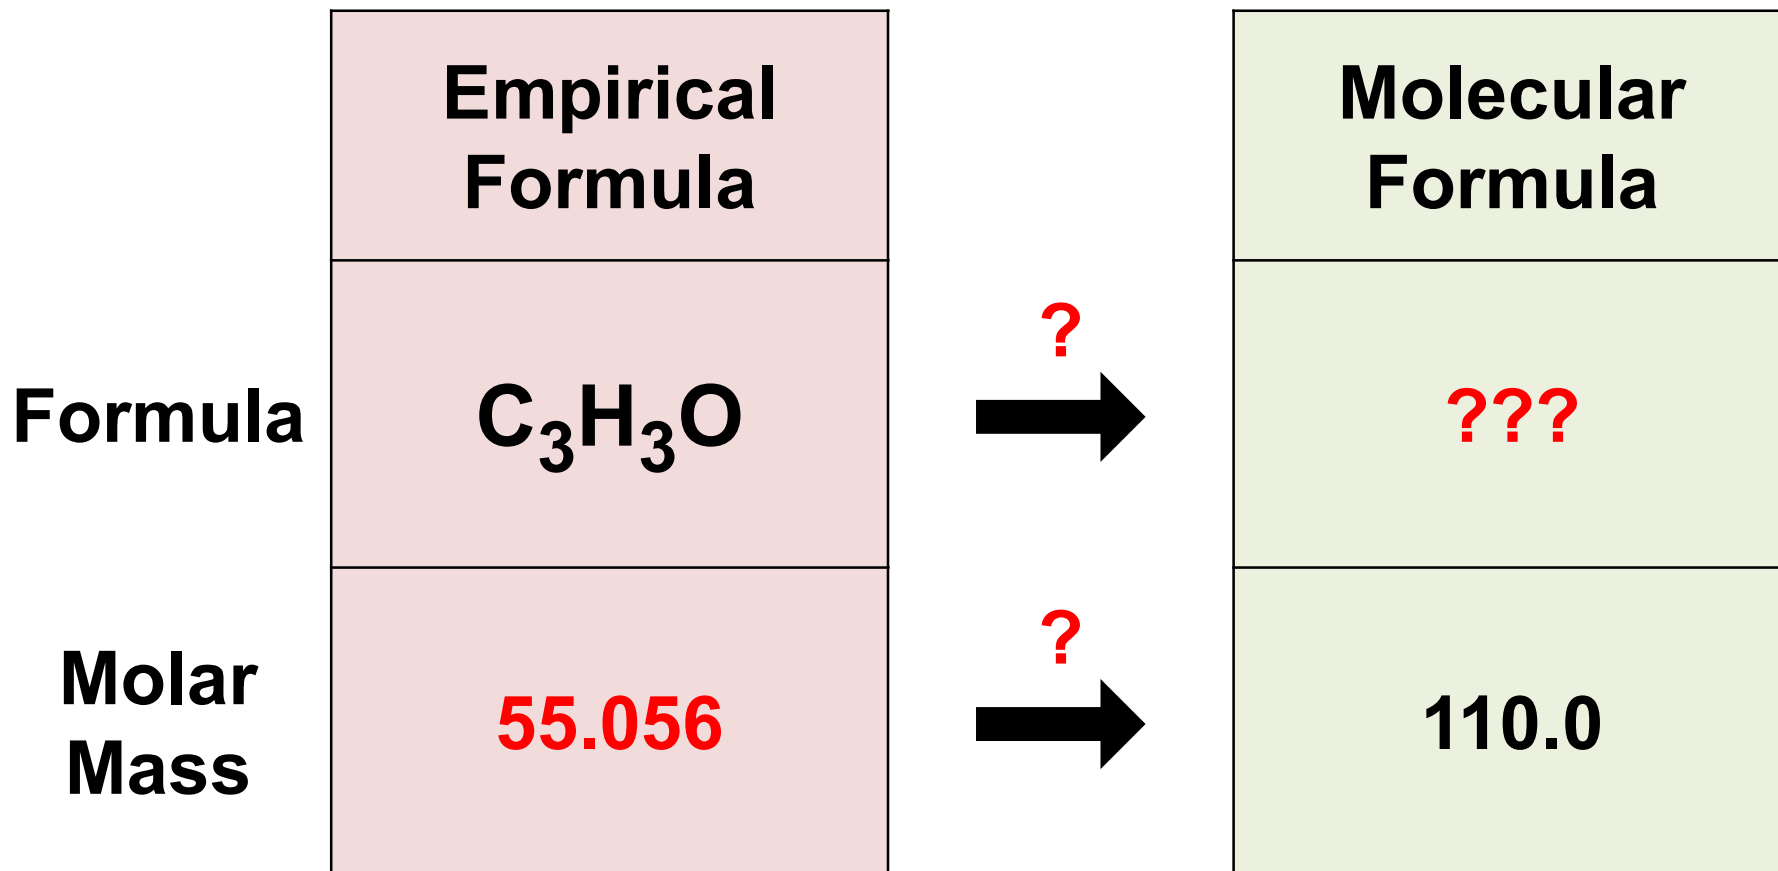 Empirical
Formula
Molecular
Formula
?
Formula
C₃H₃O
???
?
Molar
Mass
55.056
110.0